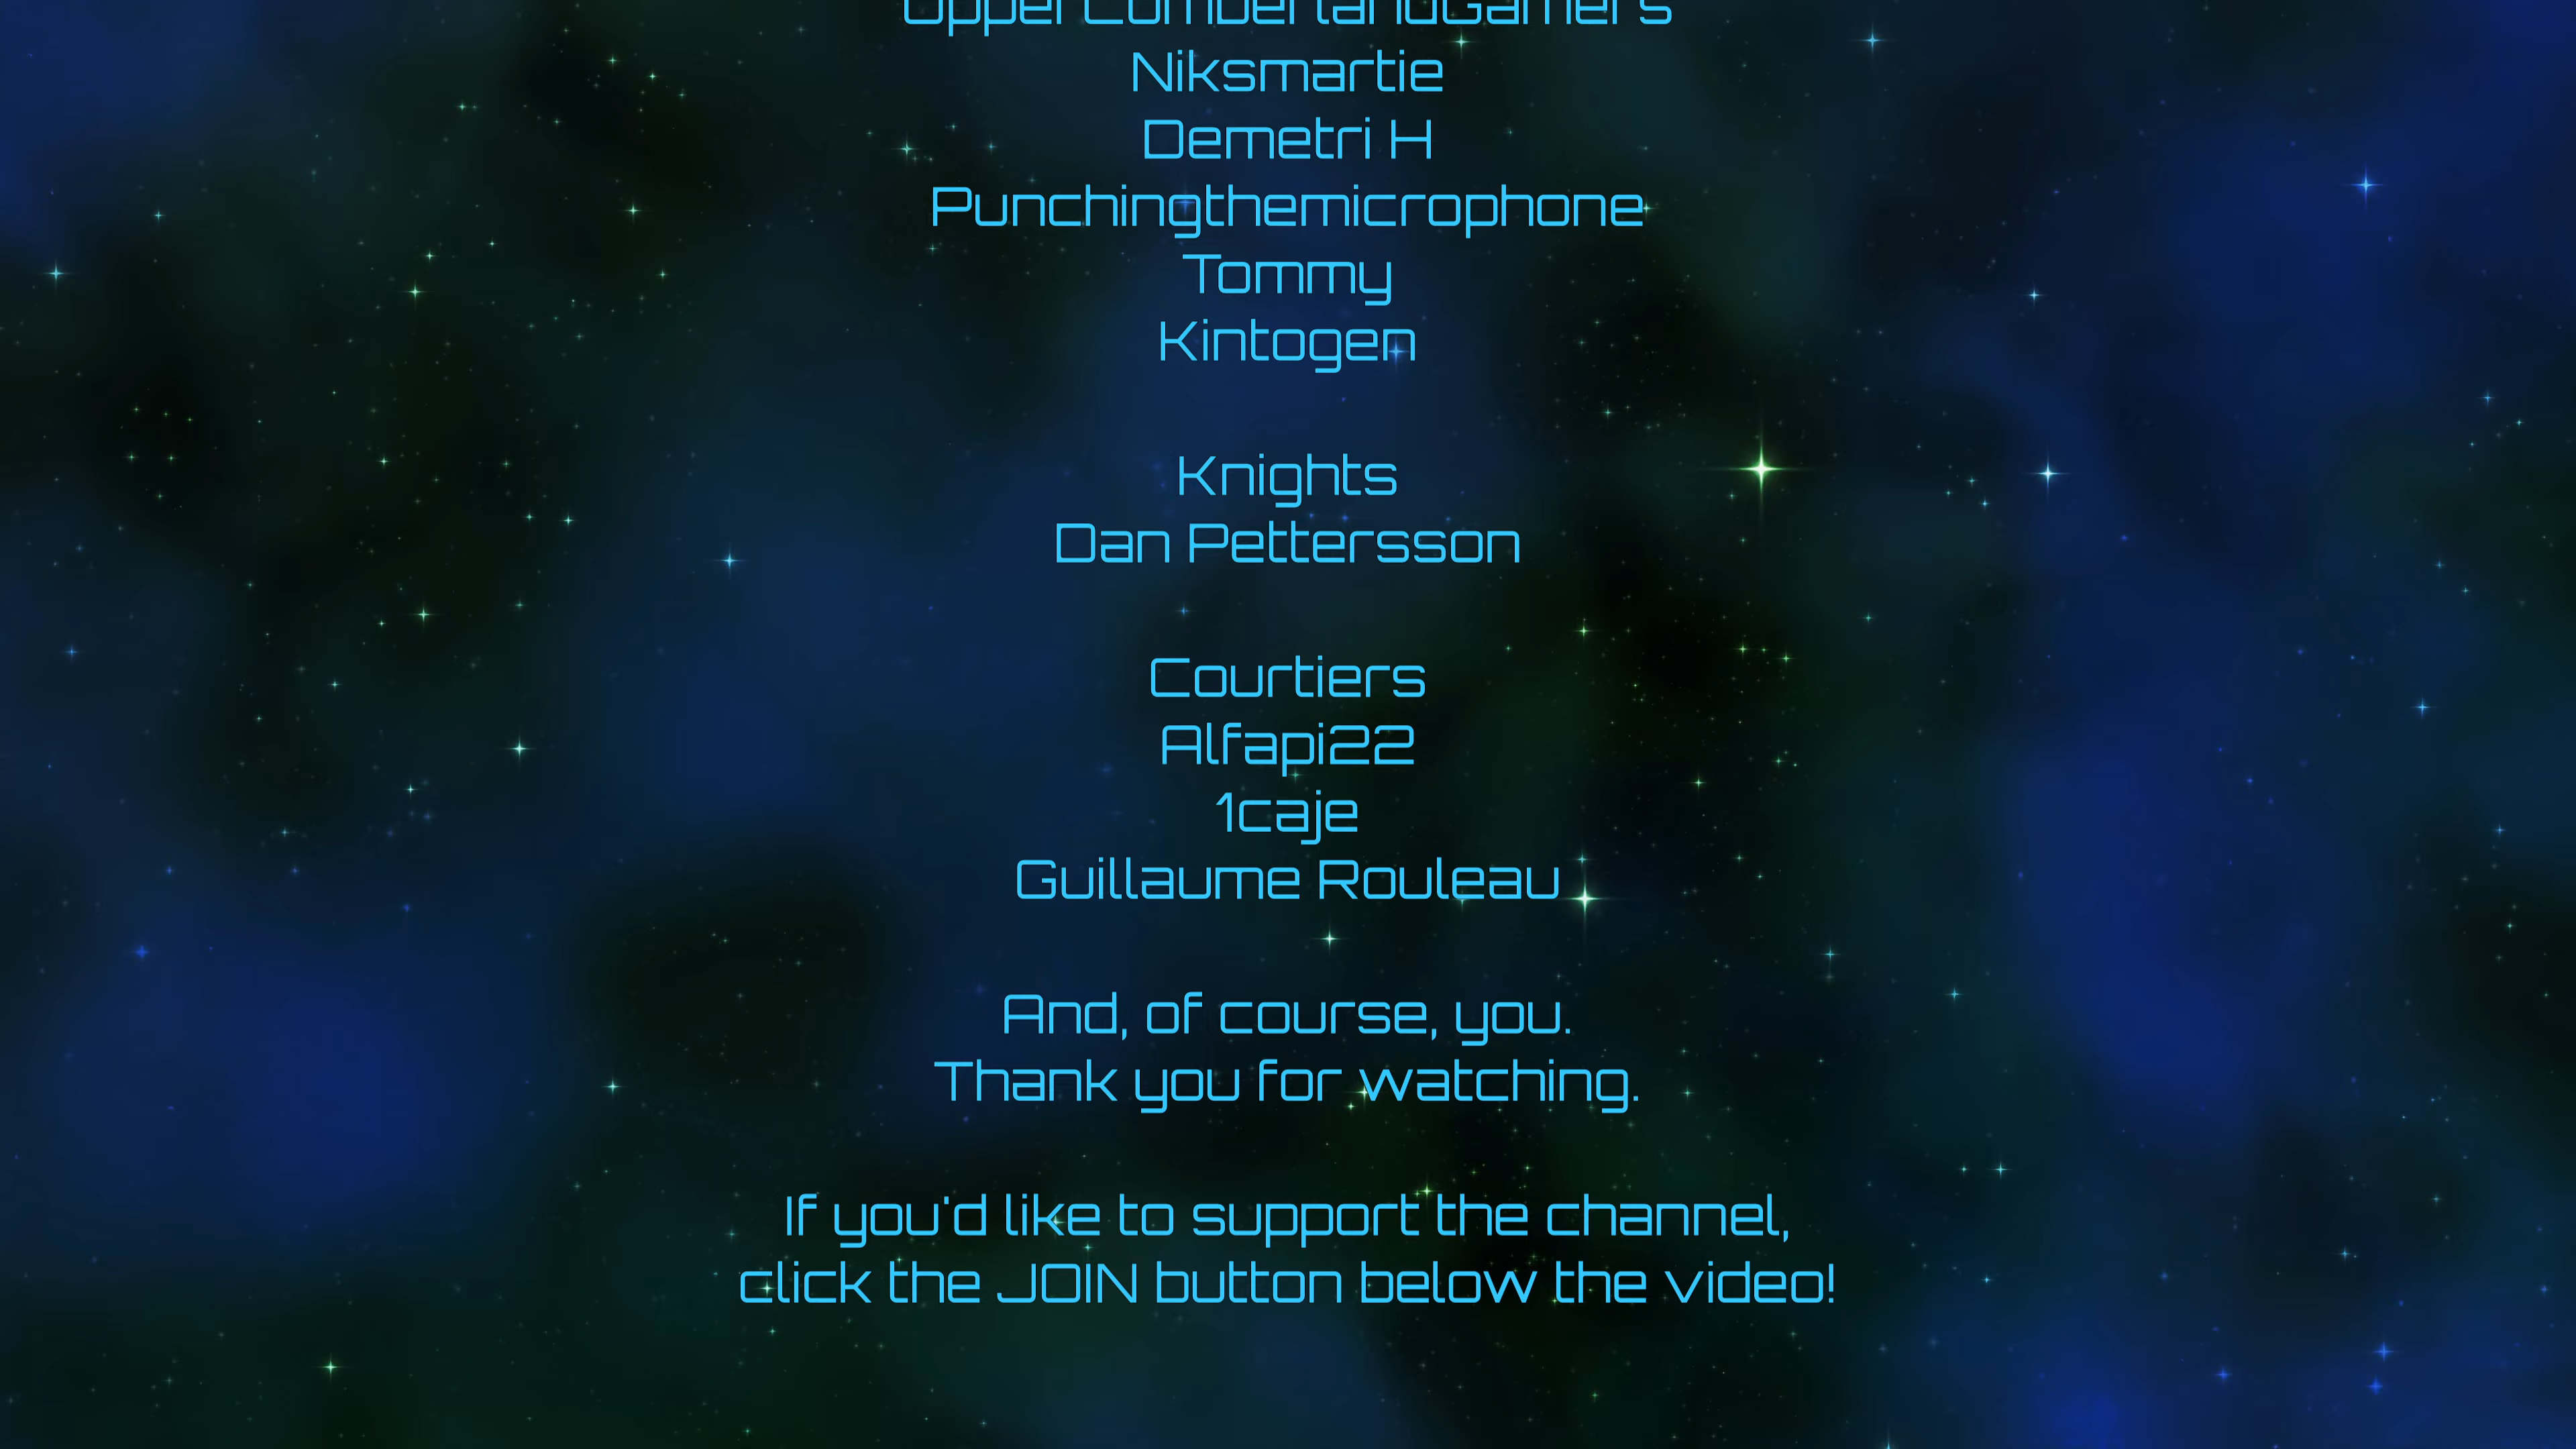 UpperCumberlandGamers
Niksmartie
Demetri H
Punchingthemicrophone
Tommy
Kintogen
Knights
Dan Pettersson
Courtiers
Alfapi22
1caje
Guillaume Rouleau
And, of course, you.
Thank you for watching.
If you'd like to support the channel,
click the JOIN button below the video!